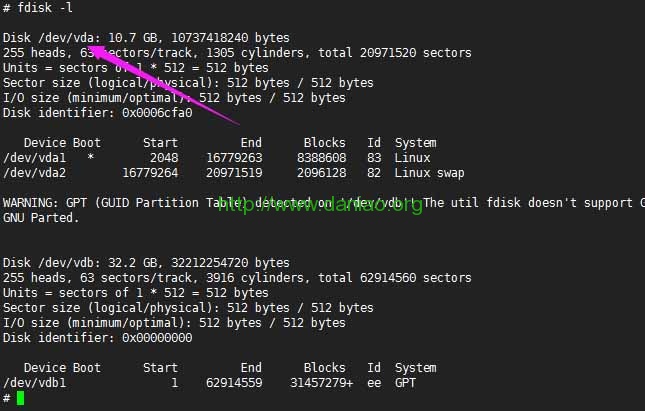 # fdisk -l
Disk /dev/vda: 10.7 GB, 10737418240 bytes
255 heads, 63 sectors/track, 1305 cylinders, total 20971520 sectors
Units = sectors of 1 * 512 = 512 bytes
Sector size (logical/physical): 512 bytes / 512 bytes
I/O size (minimum/optimal): 512 bytes / 512 bytes
Disk identifier: 0x0006cfa0
Device Boot Start End Blocks Id System
/dev/vda1 * 2048 16779263 8388608 83 Linux
/dev/vda2 16779264 20971519 2096128 82 Linux swap
WARNING: GPT (GUID Partition Table) detected on '/dev/vdb'! The util fdisk doesn't support G
http://www.daniao.org
GNU Parted.
Disk /dev/vdb: 32.2 GB, 32212254720 bytes
255 heads, 63 sectors/track, 3916 cylinders, total 62914560 sectors
Units = sectors of 1 * 512 = 512 bytes
Sector size (logical/physical): 512 bytes / 512 bytes
I/O size (minimum/optimal): 512 bytes / 512 bytes
Disk identifier: 0x00000000
Device Boot Start End Blocks Id System
/dev/vdb1 1 62914559 31457279+ ee GPT
#